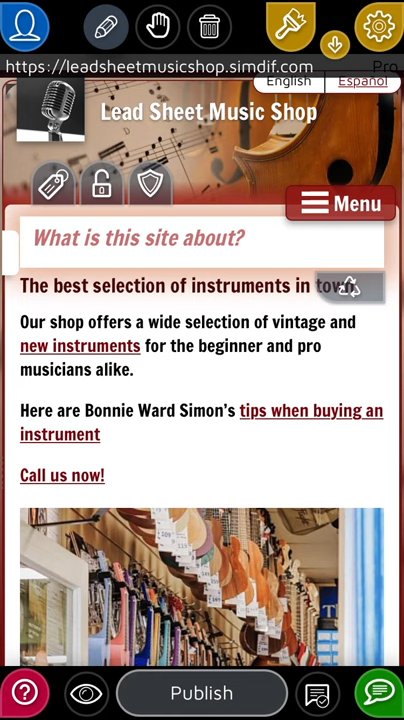 https://leadsheetmusicshop.simdif.com
Pro
English
Español
Lead Sheet Music Shop
Menu
What is this site about?
The best selection of instruments in town
Our shop offers a wide selection of vintage and
new instruments for the beginner and pro
musicians alike.
Here are Bonnie Ward Simon's tips when buying an
instrument
Call us now!
Publish